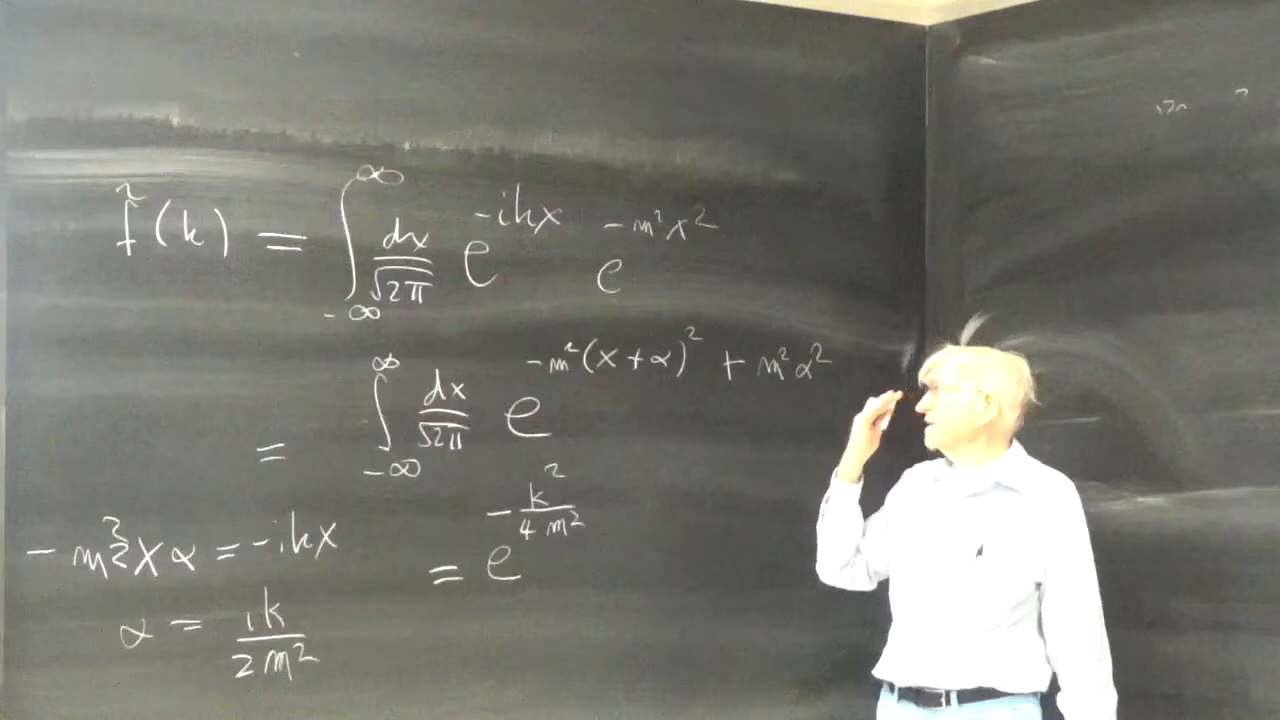 f̃(k) = ∫_{-∞}^{∞} dx/√2π e^{-ikx} e^{-m²x²}
= ∫_{-∞}^{∞} dx/√2π e^{-m²(x+α)² + m²α²}
-m²2xα = -ikx
= e^{-k²/4m²}
α = ik/2m²